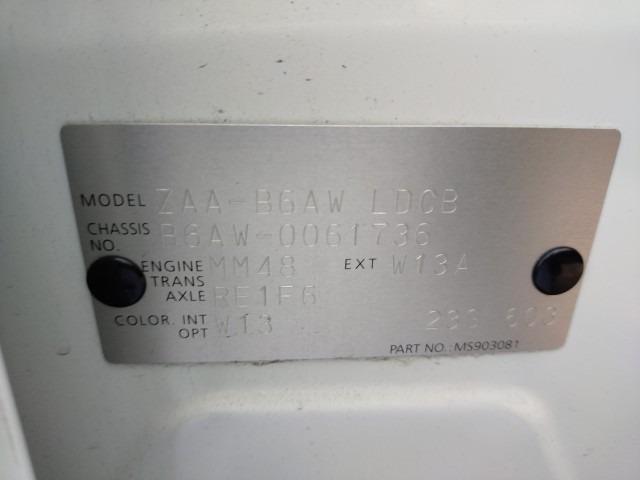 MODEL ZAA-B6AW LDCB
CHASSIS NO. B6AW-0061736
ENGINE MM48 EXT W13A
TRANS AXLE RE1F6
COLOR. INT OPT W13
PART NO.: MS903081